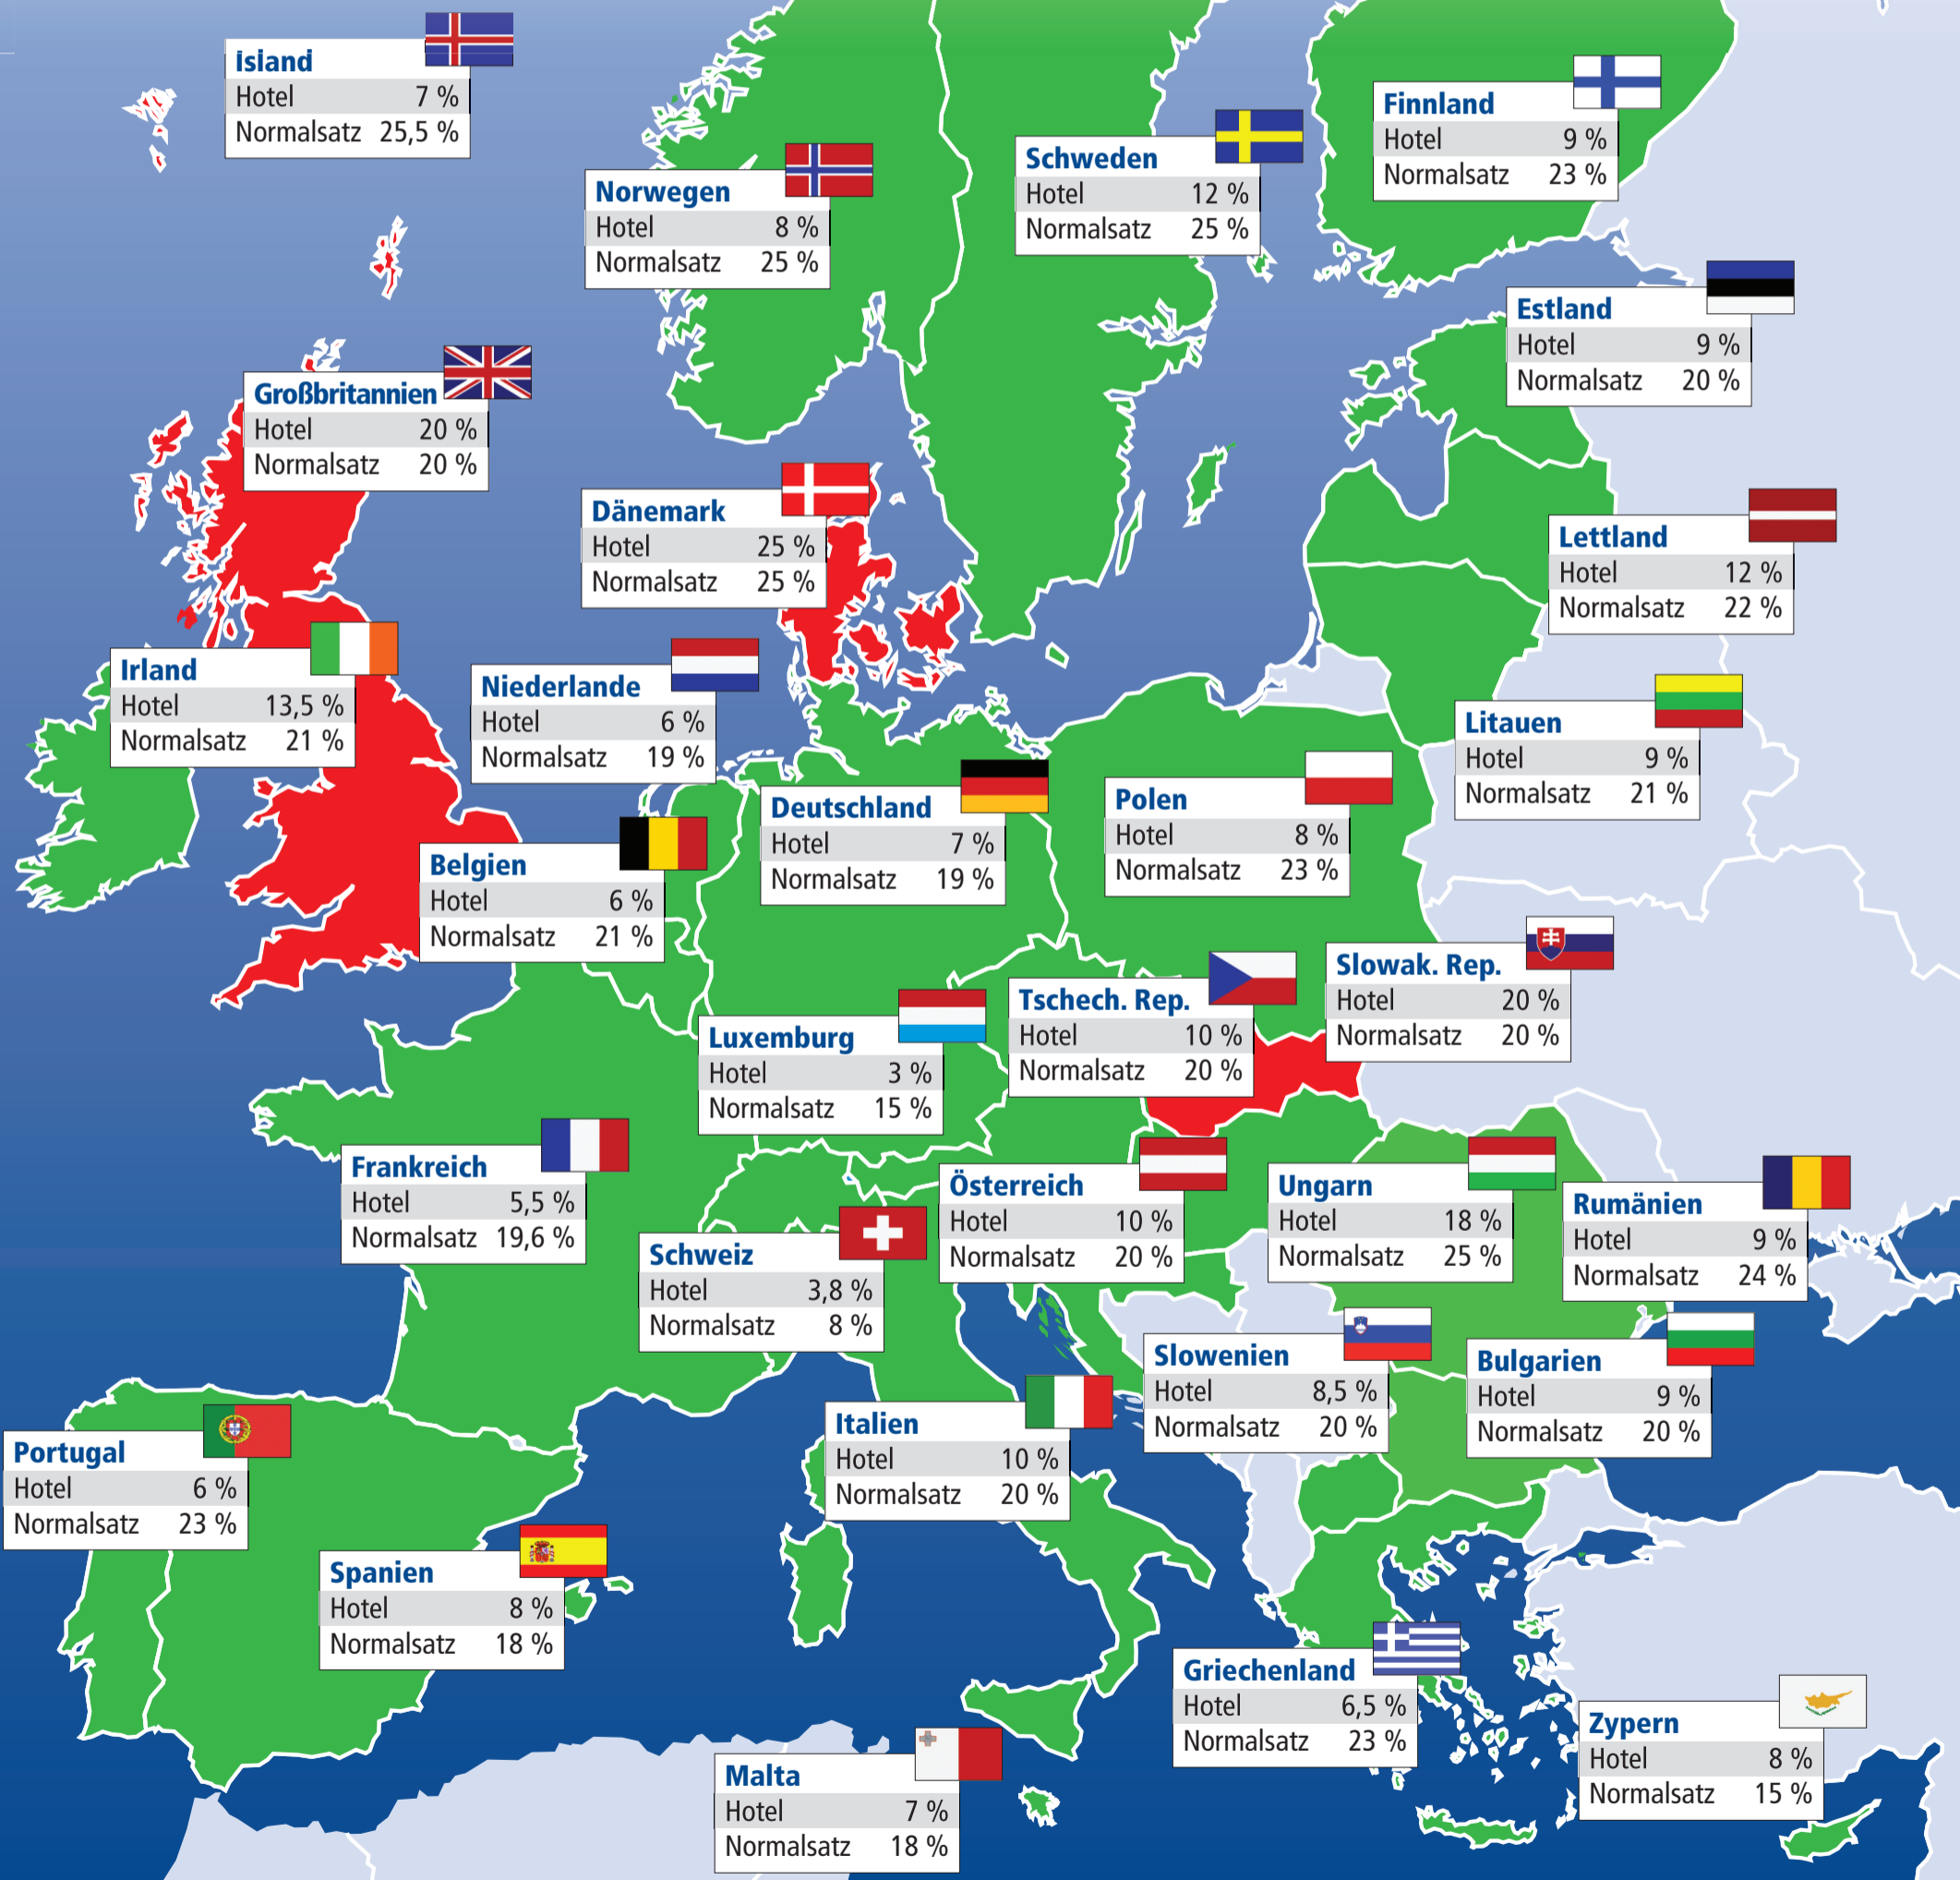 Island
Hotel 7 %
Normalsatz 25,5 %
Finnland
Hotel 9 %
Normalsatz 23 %
Schweden
Hotel 12 %
Normalsatz 25 %
Norwegen
Hotel 8 %
Normalsatz 25 %
Estland
Hotel 9 %
Normalsatz 20 %
Großbritannien
Hotel 20 %
Normalsatz 20 %
Dänemark
Hotel 25 %
Normalsatz 25 %
Lettland
Hotel 12 %
Normalsatz 22 %
Irland
Hotel 13,5 %
Normalsatz 21 %
Niederlande
Hotel 6 %
Normalsatz 19 %
Litauen
Hotel 9 %
Normalsatz 21 %
Deutschland
Hotel 7 %
Normalsatz 19 %
Polen
Hotel 8 %
Normalsatz 23 %
Belgien
Hotel 6 %
Normalsatz 21 %
Slowak. Rep.
Hotel 20 %
Normalsatz 20 %
Tschech. Rep.
Hotel 10 %
Normalsatz 20 %
Luxemburg
Hotel 3 %
Normalsatz 15 %
Frankreich
Hotel 5,5 %
Normalsatz 19,6 %
Österreich
Hotel 10 %
Normalsatz 20 %
Ungarn
Hotel 18 %
Normalsatz 25 %
Rumänien
Hotel 9 %
Normalsatz 24 %
Schweiz
Hotel 3,8 %
Normalsatz 8 %
Slowenien
Hotel 8,5 %
Normalsatz 20 %
Bulgarien
Hotel 9 %
Normalsatz 20 %
Italien
Hotel 10 %
Normalsatz 20 %
Portugal
Hotel 6 %
Normalsatz 23 %
Spanien
Hotel 8 %
Normalsatz 18 %
Griechenland
Hotel 6,5 %
Normalsatz 23 %
Zypern
Hotel 8 %
Normalsatz 15 %
Malta
Hotel 7 %
Normalsatz 18 %